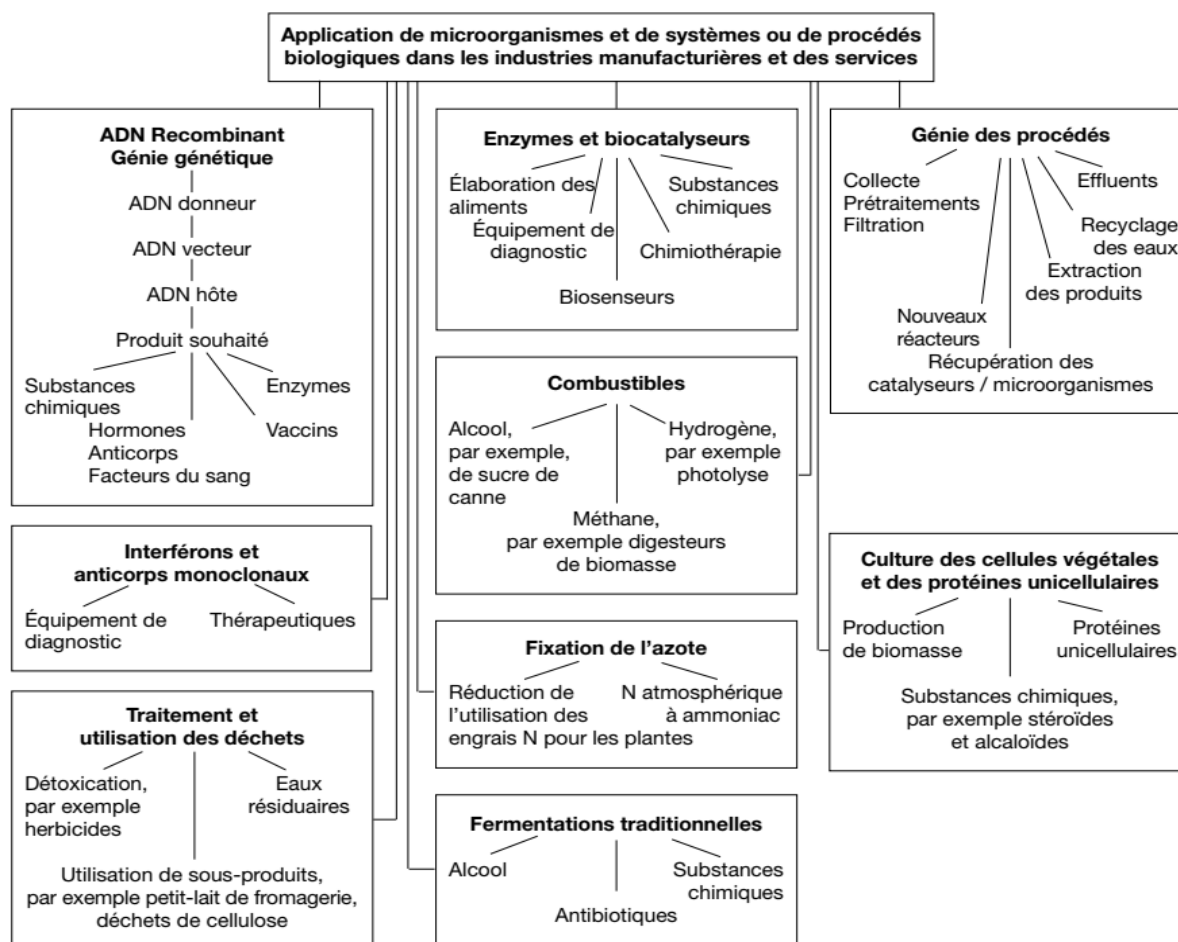 Application de microorganismes et de systèmes ou de procédés
biologiques dans les industries manufacturières et des services
ADN Recombinant
Génie génétique
ADN donneur
ADN vecteur
ADN hôte
Produit souhaité
Substances
chimiques
Enzymes
Hormones
Anticorps
Facteurs du sang
Vaccins
Interférons et
anticorps monoclonaux
Équipement de
diagnostic
Thérapeutiques
Traitement et
utilisation des déchets
Détoxication,
par exemple
herbicides
Eaux
résiduaires
Utilisation de sous-produits,
par exemple petit-lait de fromagerie,
déchets de cellulose
Enzymes et biocatalyseurs
Élaboration des
aliments
Substances
chimiques
Équipement de
diagnostic
Chimiothérapie
Biosenseurs
Combustibles
Alcool,
par exemple,
de sucre de
canne
Hydrogène,
par exemple
photolyse
Méthane,
par exemple digesteurs
de biomasse
Fixation de l’azote
Réduction de
l’utilisation des
engrais N pour les plantes
N atmosphérique
à ammoniac
Fermentations traditionnelles
Alcool
Substances
chimiques
Antibiotiques
Génie des procédés
Collecte
Prétraitements
Filtration
Effluents
Recyclage
des eaux
Extraction
des produits
Nouveaux
réacteurs
Récupération des
catalyseurs / microorganismes
Culture des cellules végétales
et des protéines unicellulaires
Production
de biomasse
Protéines
unicellulaires
Substances chimiques,
par exemple stéroïdes
et alcaloïdes